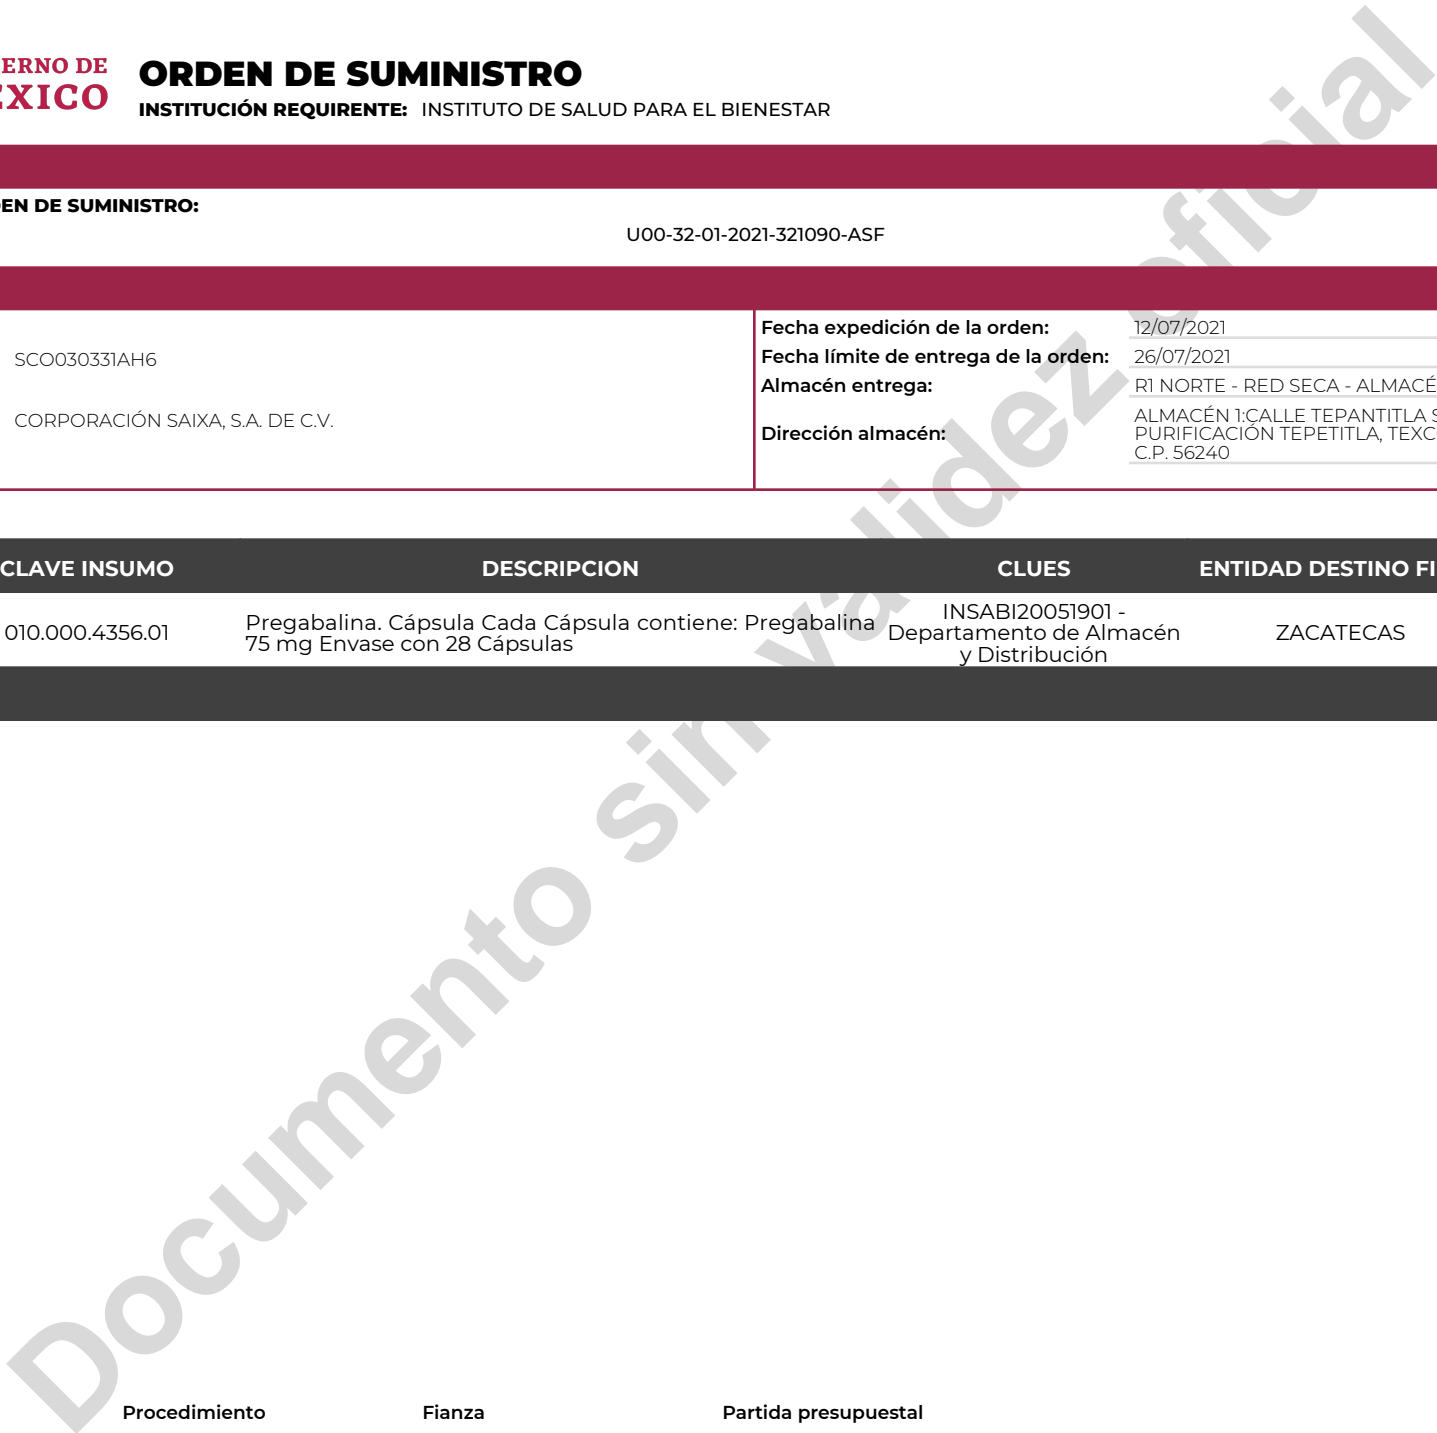 ERNO DE
ÉXICO
ORDEN DE SUMINISTRO
INSTITUCIÓN REQUIRENTE: INSTITUTO DE SALUD PARA EL BIENESTAR
EN DE SUMINISTRO:
U00-32-01-2021-321090-ASF
SCO030331AH6
CORPORACIÓN SAIXA, S.A. DE C.V.
Fecha expedición de la orden: 12/07/2021
Fecha límite de entrega de la orden: 26/07/2021
Almacén entrega: R1 NORTE - RED SECA - ALMACÉ
Dirección almacén: ALMACÉN 1:CALLE TEPANTITLA S
PURIFICACIÓN TEPETITLA, TEXC
C.P. 56240
CLAVE INSUMO DESCRIPCION CLUES ENTIDAD DESTINO FI
010.000.4356.01
Pregabalina. Cápsula Cada Cápsula contiene: Pregabalina
75 mg Envase con 28 Cápsulas
INSABI20051901 -
Departamento de Almacén
y Distribución
ZACATECAS
Documento sin validez oficial
Procedimiento Fianza Partida presupuestal